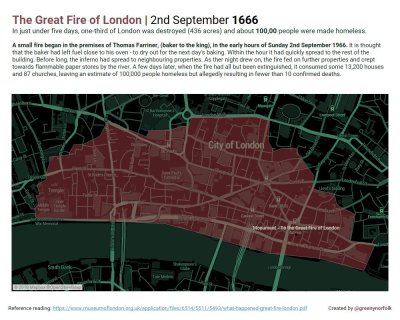 The Great Fire of London | 2nd September 1666
In just under five days, one-third of London was destroyed (436 acres) and about 100,00 people were made homeless.
A small fire began in the premises of Thomas Farriner, (baker to the king), in the early hours of Sunday 2nd September 1666. It is thought
that the baker had left fuel close to his oven - to dry out for the next day's baking. Within the hour it had quickly spread to the rest of the
building. Before long, the inferno had spread to neighbouring properties. As ther night drew on, the fire fed on further properties and crept
towards flammable paper stores by the river. A few days later, when the fire had all but been extinguished, it consumed some 13,200 houses
and 87 churches, leaving an estimate of 100,000 people homeless but allegedly resulting in fewer than 10 confirmed deaths.
City of London
Temple
Monument - To the Great Fire of London
South Bank
Shakespeare's
Globe
© 2019 Mapbox © OpenStreetMap
Reference reading: https://www.museumoflondon.org.uk/application/files/6514/5511/5493/what-happened-great-fire-london.pdf
Created by @greenynorfolk